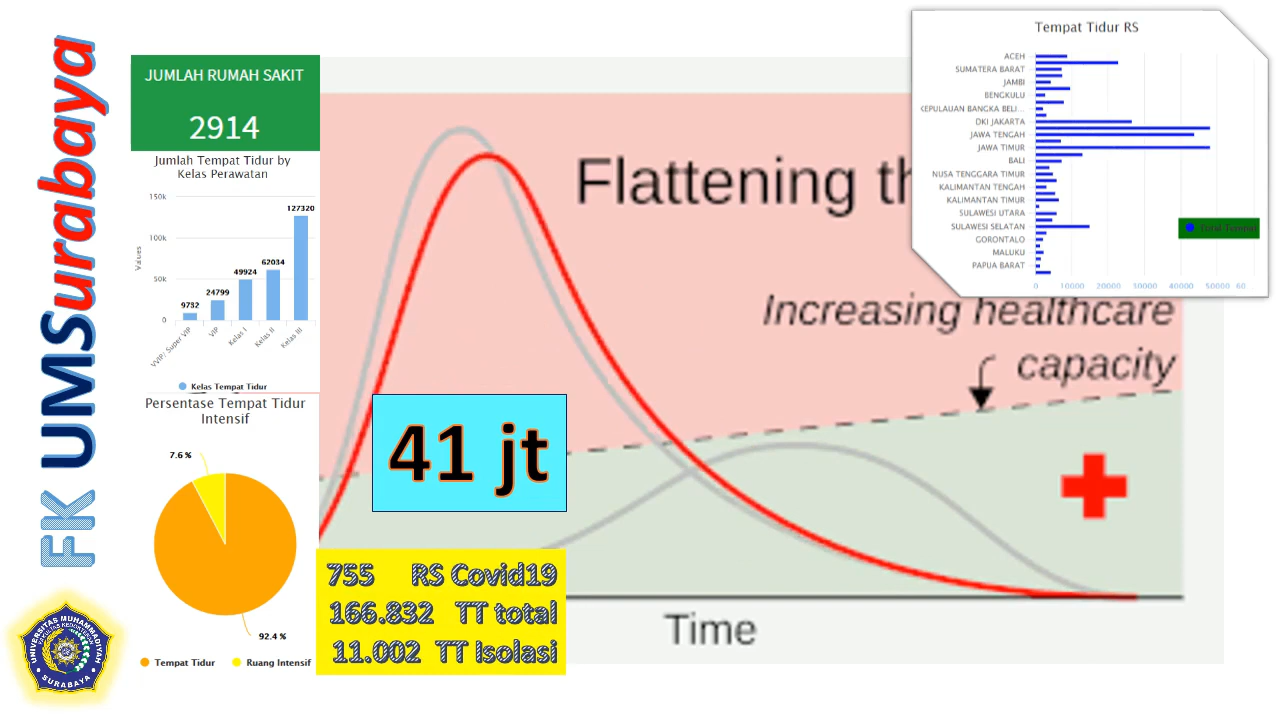 FK UMSurabaya
UNIVERSITAS MUHAMMADIYAH
SURABAYA
JUMLAH RUMAH SAKIT
2914
Jumlah Tempat Tidur by
Kelas Perawatan
150k
100k
50k
0
Values
9732
24799
49924
62034
127320
VVIP/ Super VIP
VIP
Kelas I
Kelas II
Kelas III
Kelas Tempat Tidur
Persentase Tempat Tidur
Intensif
7.6 %
92.4 %
Tempat Tidur
Ruang Intensif
Flattening th
Increasing healthcare
capacity
Time
41 jt
755 RS Covid19
166.832 TT total
11.002 TT Isolasi
Tempat Tidur RS
ACEH
SUMATERA BARAT
JAMBI
BENGKULU
KEPULAUAN BANGKA BELI...
DKI JAKARTA
JAWA TENGAH
JAWA TIMUR
BALI
NUSA TENGGARA TIMUR
KALIMANTAN TENGAH
KALIMANTAN TIMUR
SULAWESI UTARA
SULAWESI SELATAN
GORONTALO
MALUKU
PAPUA BARAT
0 10000 20000 30000 40000 50000 60
Total Tempat